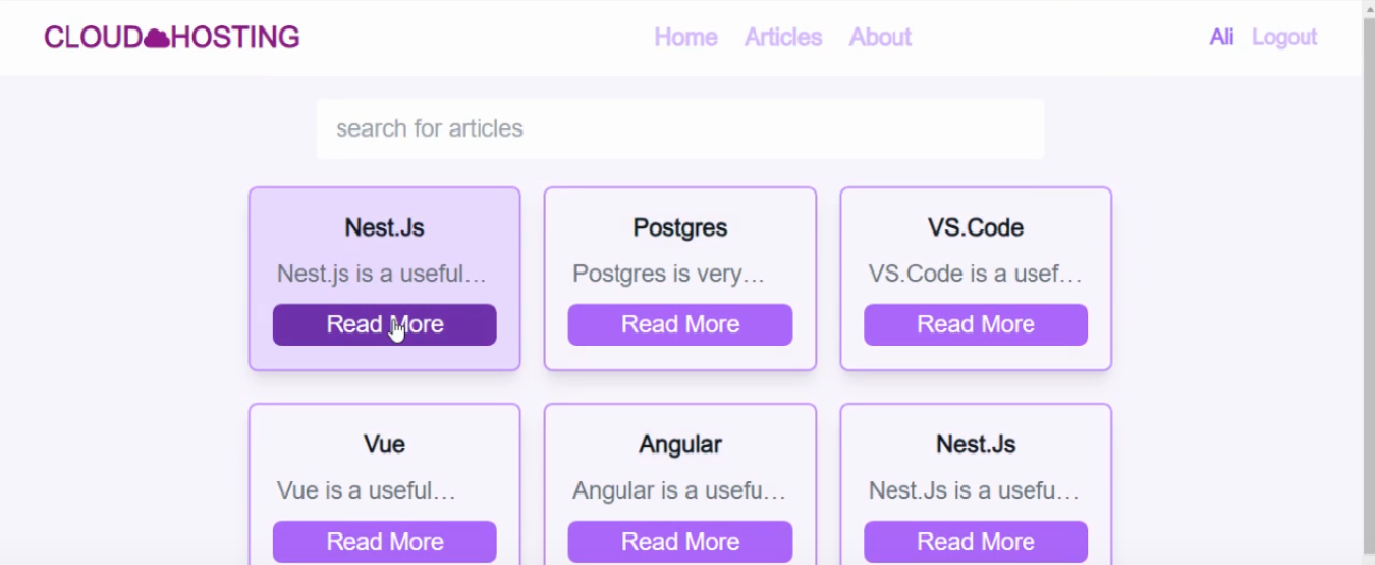 CLOUD HOSTING
Home Articles About
Ali Logout
search for articles
Nest.Js
Nest.js is a useful...
Read More
Postgres
Postgres is very...
Read More
VS.Code
VS.Code is a usef...
Read More
Vue
Vue is a useful...
Read More
Angular
Angular is a usefu...
Read More
Nest.Js
Nest.Js is a usefu...
Read More